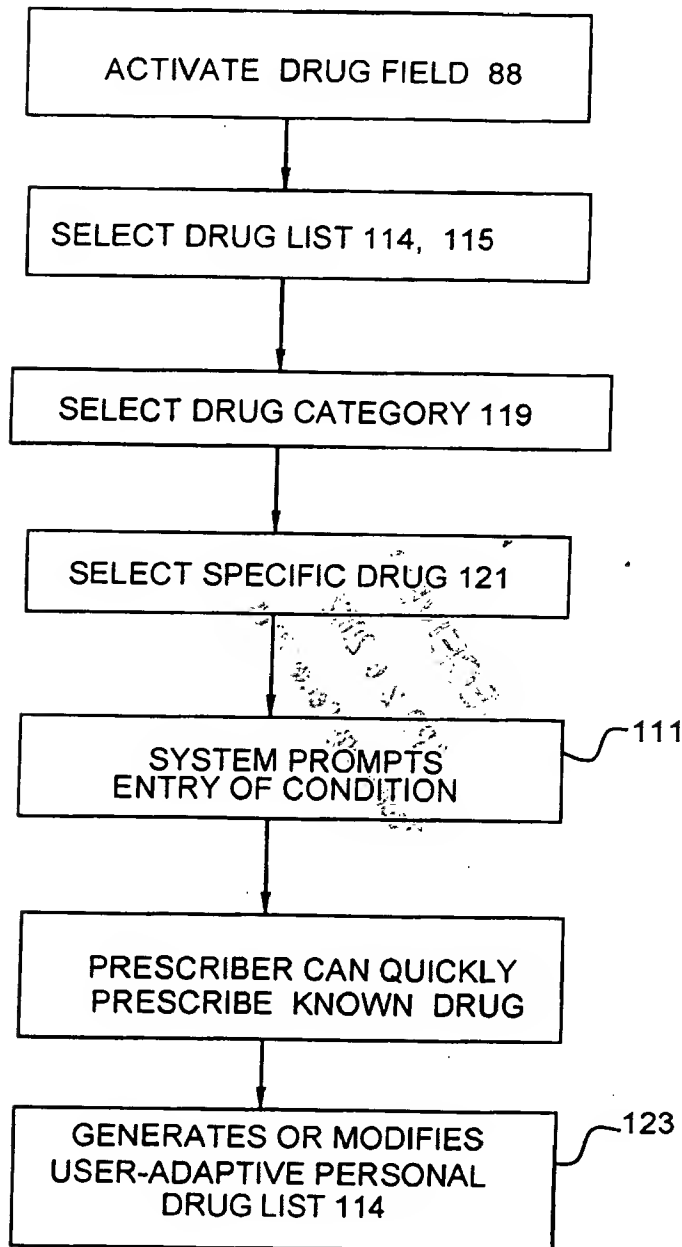 ACTIVATE DRUG FIELD 88
SELECT DRUG LIST 114, 115
SELECT DRUG CATEGORY 119
SELECT SPECIFIC DRUG 121
SYSTEM PROMPTS
ENTRY OF CONDITION
111
PRESCRIBER CAN QUICKLY
PRESCRIBE KNOWN DRUG
GENERATES OR MODIFIES
USER-ADAPTIVE PERSONAL
DRUG LIST 114
123